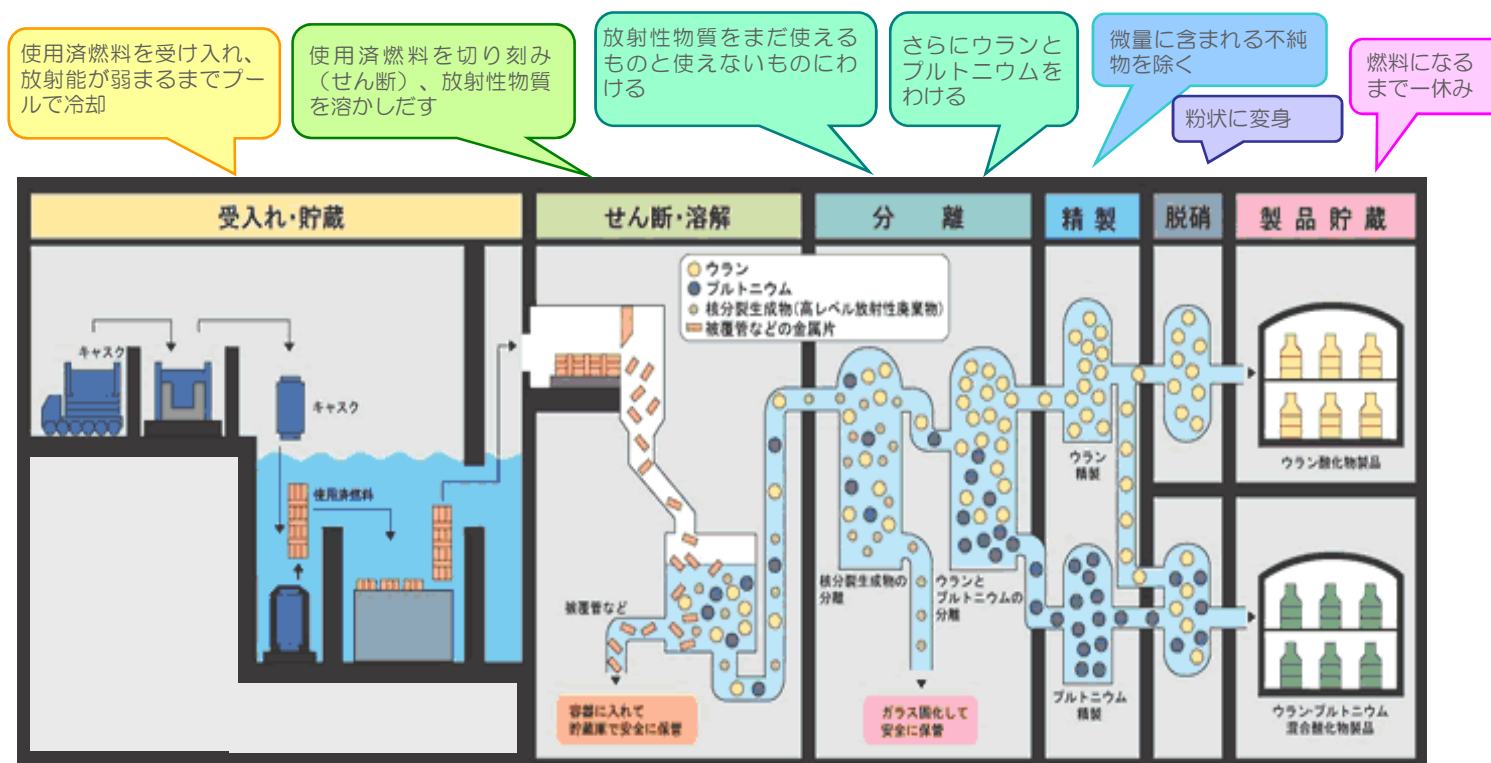 使用済燃料を受け入れ、
放射能が弱まるまでプー
ルで冷却
使用済燃料を切り刻み
（せん断）、放射性物質
を溶かしだす
放射性物質をまだ使える
ものと使えないものにわ
ける
さらにウランと
プルトニウムを
わける
微量に含まれる不純
物を除く
粉状に変身
燃料になる
まで一休み
受入れ・貯蔵
せん断・溶解
分離
精製
脱硝
製品貯蔵
ウラン
プルトニウム
核分裂生成物(高レベル放射性廃棄物)
被覆管などの金属片
キャスク
キャスク
使用済燃料
被覆管など
容器に入れて
貯蔵庫で安全に保管
核分裂生成物の
分離
ウランと
プルトニウムの
分離
ガラス固化して
安全に保管
ウラン
精製
プルトニウム
精製
ウラン酸化物製品
ウラン・プルトニウム
混合酸化物製品